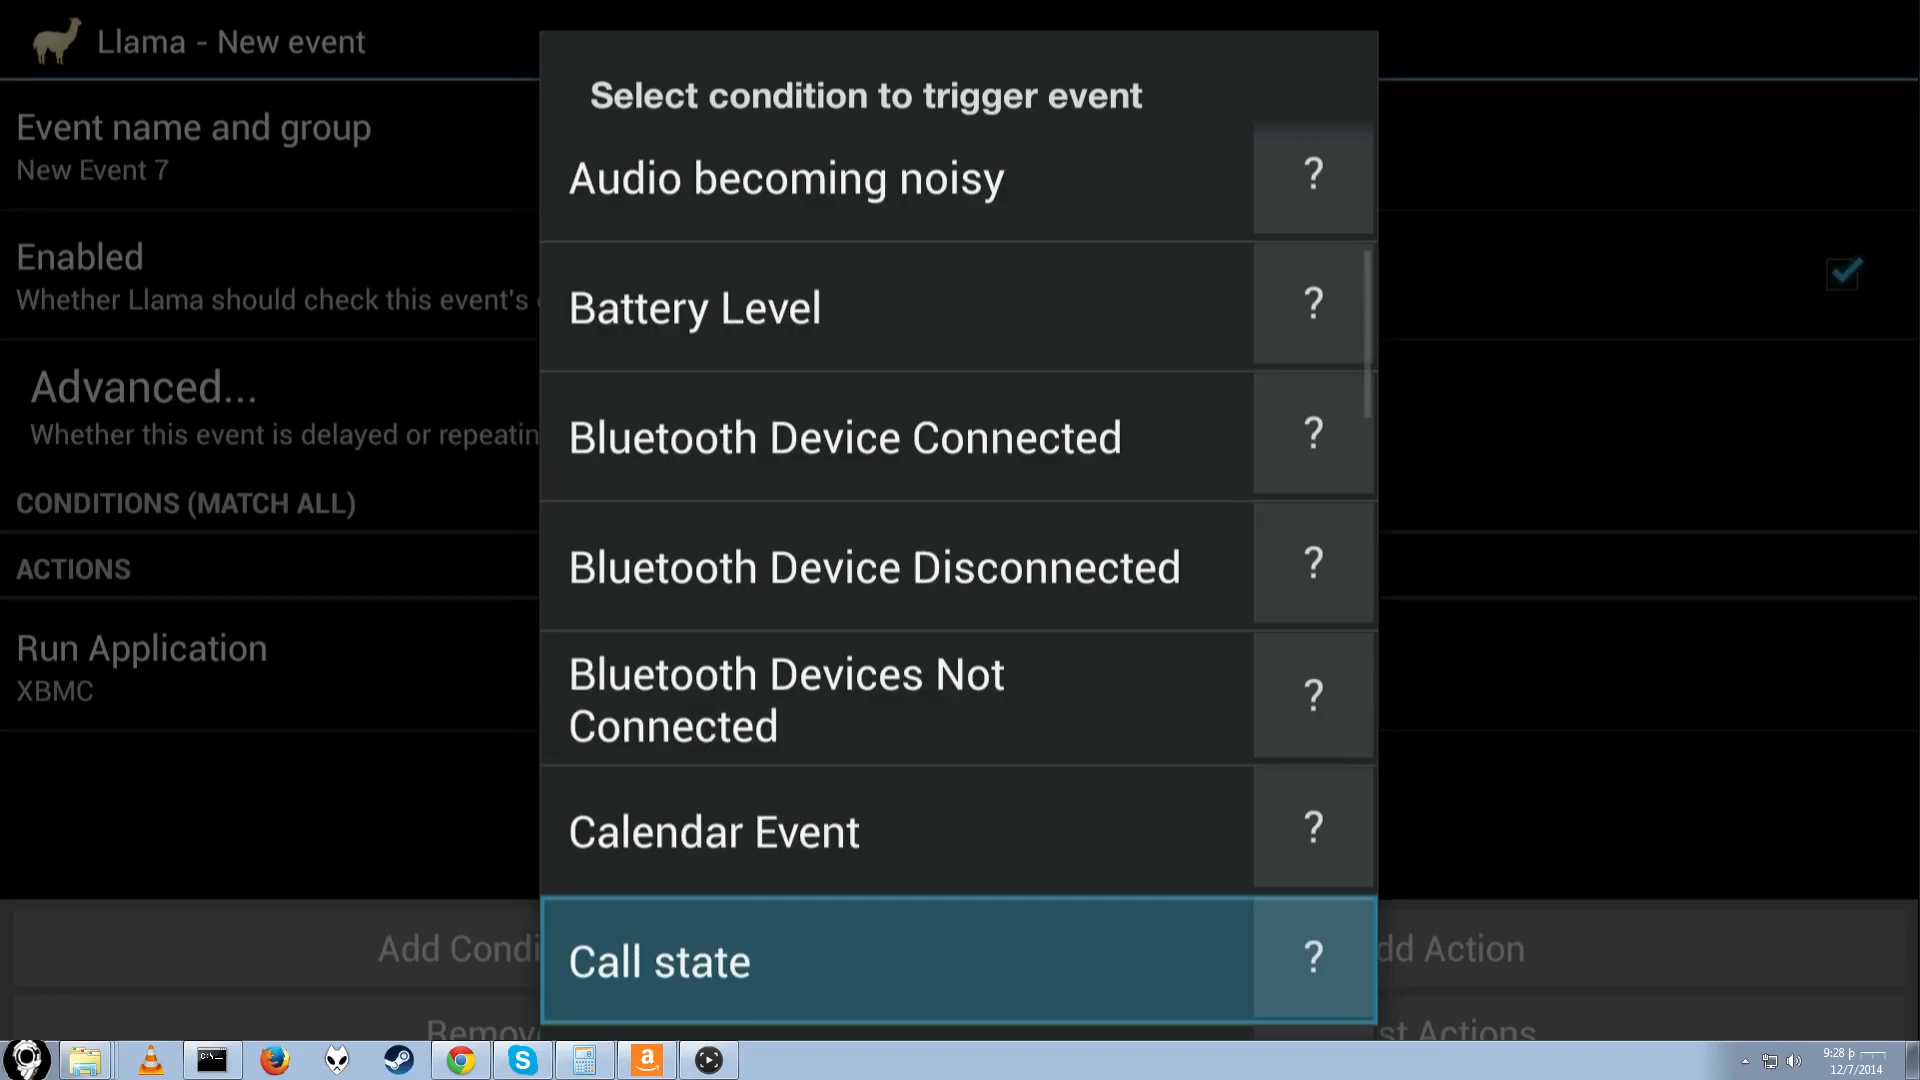 Llama - New event
Event name and group
New Event 7
Enabled
Whether Llama should check this event's
Advanced...
Whether this event is delayed or repeatin
CONDITIONS (MATCH ALL)
ACTIONS
Run Application
XBMC
Select condition to trigger event
Audio becoming noisy ?
Battery Level ?
Bluetooth Device Connected ?
Bluetooth Device Disconnected ?
Bluetooth Devices Not
Connected ?
Calendar Event ?
Call state ?
Add Condi
dd Action
Remov
st Actions
C:\_
a
9:28
12/7/2014